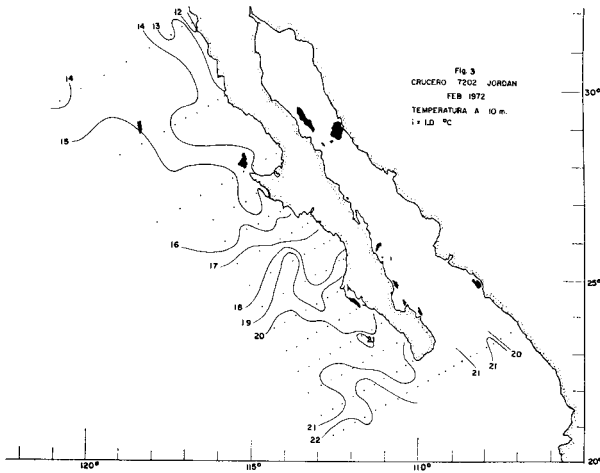 Fig. 3
CRUCERO 7202 JORDAN
FEB 1972
TEMPERATURA A 10 m.
i = 1.0 °C
12
14 13
30°
14
15
16
17
18
25°
19
20
21
20
21
21
21
22
120° 115° 110° 20°